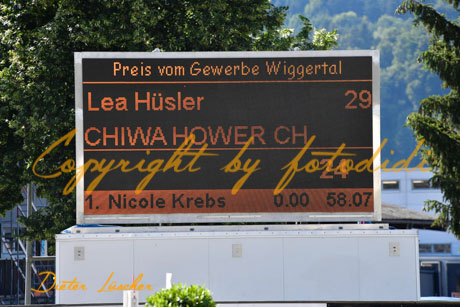 Preis vom Gewerbe Wiggertal
Lea Hüsler 29
CHIWA HOWER CH
24
1. Nicole Krebs 0.00 58.07
Copyright by fotodidi
Dieter Lüscher